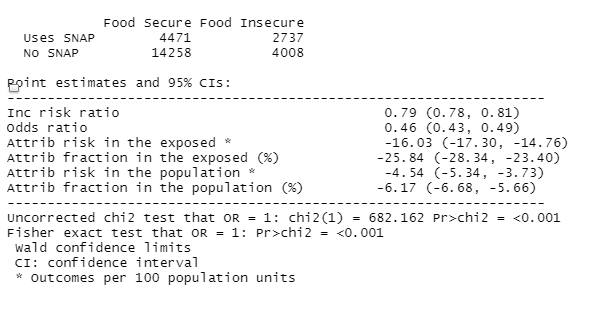 Food Secure Food Insecure
Uses SNAP 4471 2737
No SNAP 14258 4008
Point estimates and 95% CIs:
-------------------------------------------------------------------
Inc risk ratio 0.79 (0.78, 0.81)
Odds ratio 0.46 (0.43, 0.49)
Attrib risk in the exposed * -16.03 (-17.30, -14.76)
Attrib fraction in the exposed (%) -25.84 (-28.34, -23.40)
Attrib risk in the population * -4.54 (-5.34, -3.73)
Attrib fraction in the population (%) -6.17 (-6.68, -5.66)
-------------------------------------------------------------------
Uncorrected chi2 test that OR = 1: chi2(1) = 682.162 Pr>chi2 = <0.001
Fisher exact test that OR = 1: Pr>chi2 = <0.001
Wald confidence limits
CI: confidence interval
* Outcomes per 100 population units